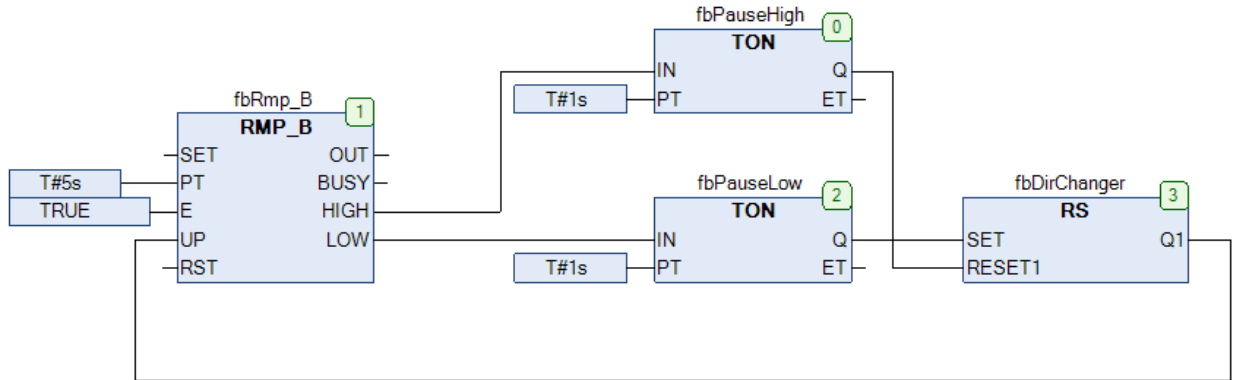 fbPauseHigh
0
TON
IN Q
T#1s PT ET
fbRmp_B
1
RMP_B
SET OUT
T#5s PT BUSY
TRUE E HIGH
UP LOW
RST
fbPauseLow
2
TON
IN Q
T#1s PT ET
fbDirChanger
3
RS
SET Q1
RESET1